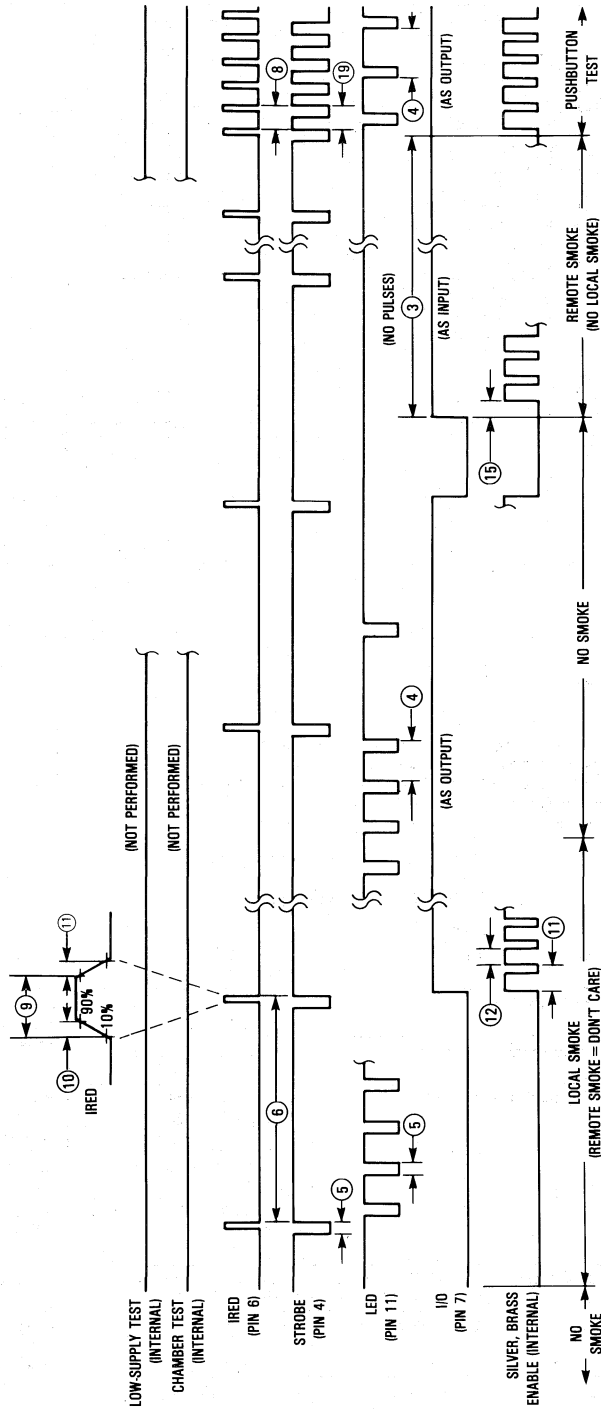 IRED
10
9
90%
10%
11
LOW-SUPPLY TEST
(INTERNAL)
(NOT PERFORMED)
CHAMBER TEST
(INTERNAL)
(NOT PERFORMED)
IRED
(PIN 6)
6
8
STROBE
(PIN 4)
5
19
LED
(PIN 11)
5
4
(NO PULSES)
4
I/O
(PIN 7)
(AS OUTPUT)
3
(AS INPUT)
(AS OUTPUT)
SILVER, BRASS
ENABLE (INTERNAL)
12
11
15
NO
SMOKE
LOCAL SMOKE
(REMOTE SMOKE = DON'T CARE)
NO SMOKE
REMOTE SMOKE
(NO LOCAL SMOKE)
PUSHBUTTON
TEST